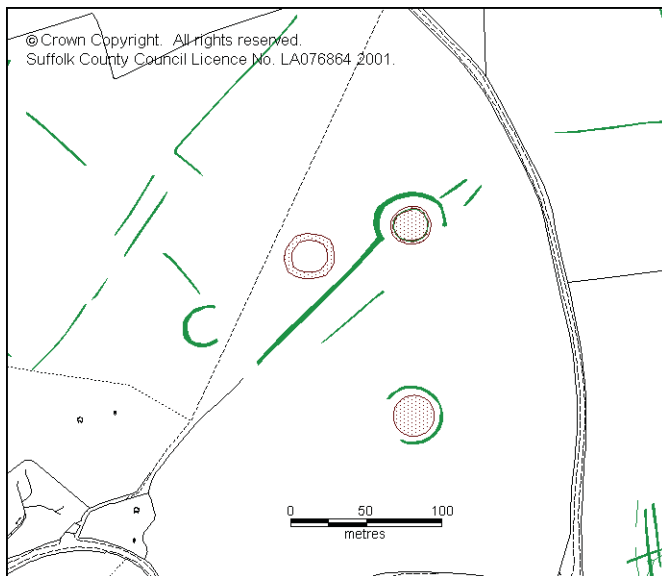 © Crown Copyright. All rights reserved.
Suffolk County Council Licence No. LA076864 2001.
0 50 100
metres